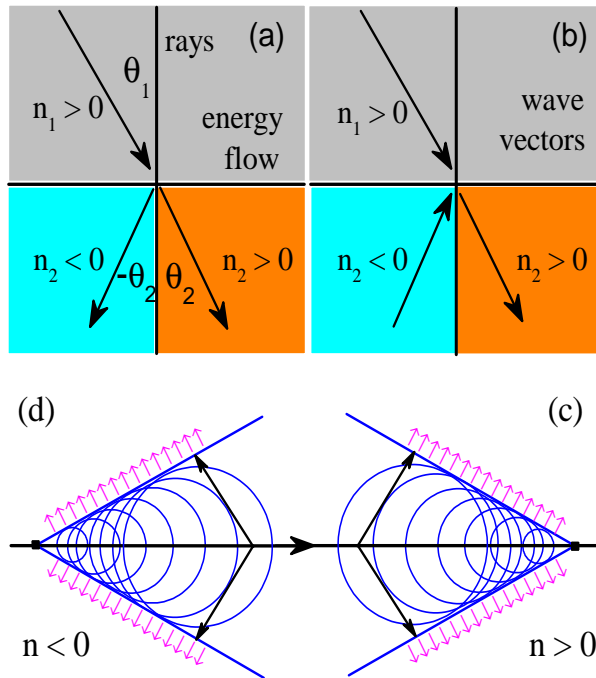 (a)
rays
θ1
n1 > 0
energy
flow
n2 < 0
-θ2 θ2
n2 > 0
(b)
n1 > 0
wave
vectors
n2 < 0
n2 > 0
(d)
(c)
n < 0
n > 0